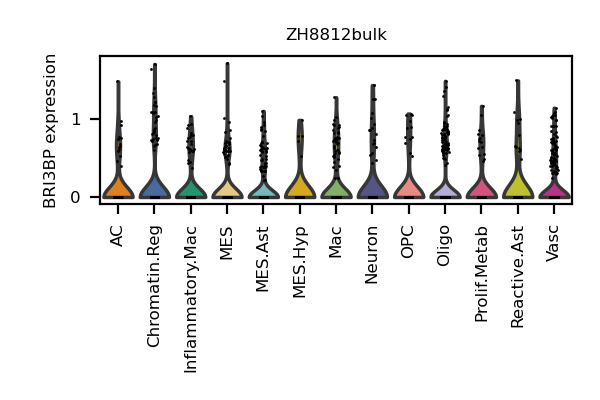 ZH8812bulk
BRI3BP expression
1
0
AC
Chromatin.Reg
Inflammatory.Mac
MES
MES.Ast
MES.Hyp
Mac
Neuron
OPC
Oligo
Prolif.Metab
Reactive.Ast
Vasc